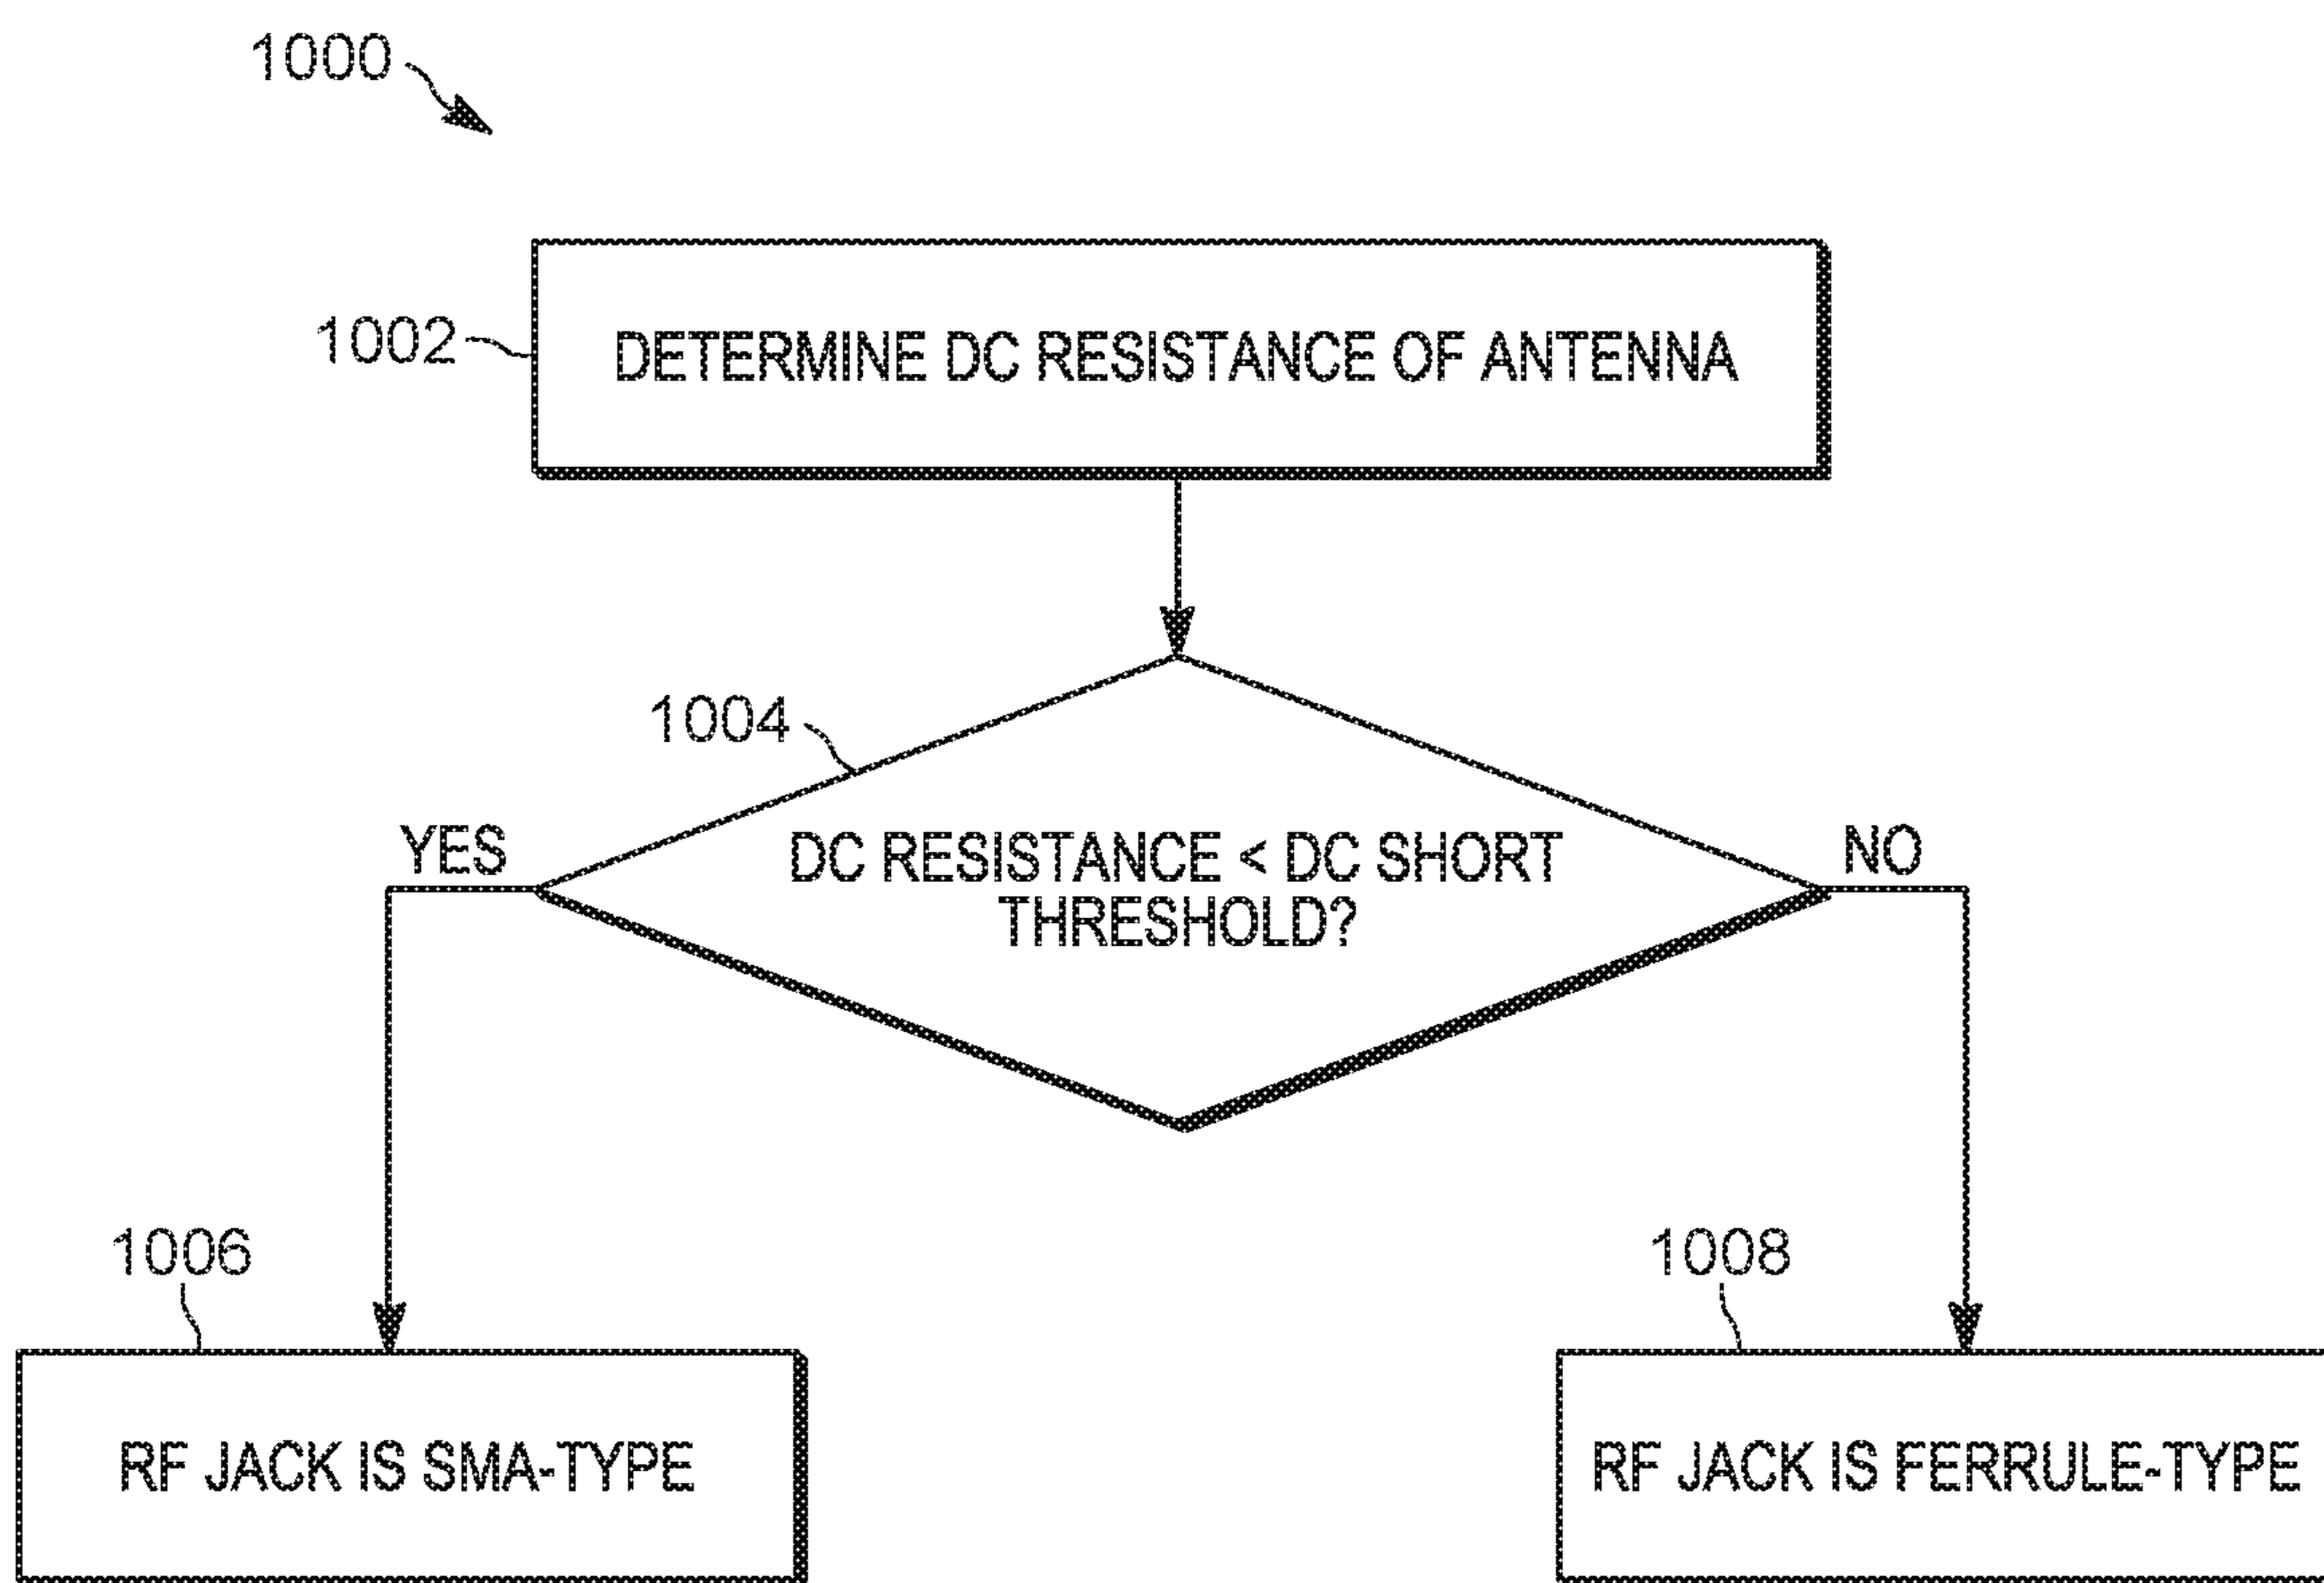 1000
1002
DETERMINE DC RESISTANCE OF ANTENNA
1004
YES
DC RESISTANCE < DC SHORT
THRESHOLD?
NO
1006
1008
RF JACK IS SMA-TYPE
RF JACK IS FERRULE-TYPE